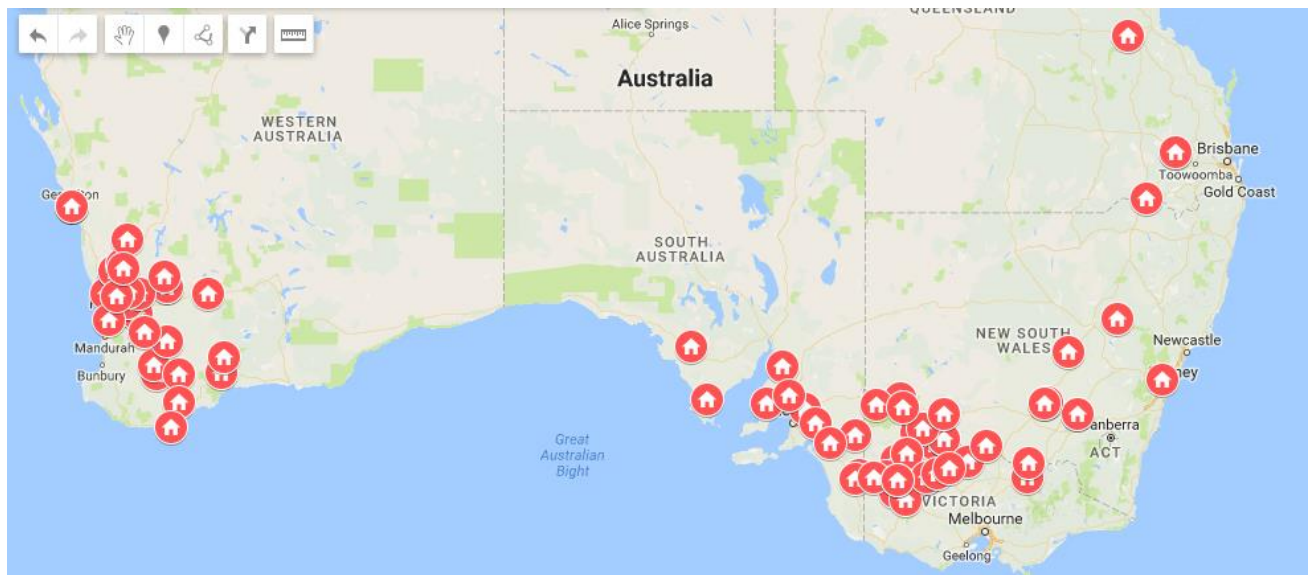 QUEENSLAND
Alice Springs
Australia
WESTERN
AUSTRALIA
Brisbane
Toowoomba
Gold Coast
SOUTH
AUSTRALIA
NEW SOUTH
WALES
Newcastle
Mandurah
Bunbury
Great
Australian
Bight
anberra
ACT
VICTORIA
Melbourne
Geelong